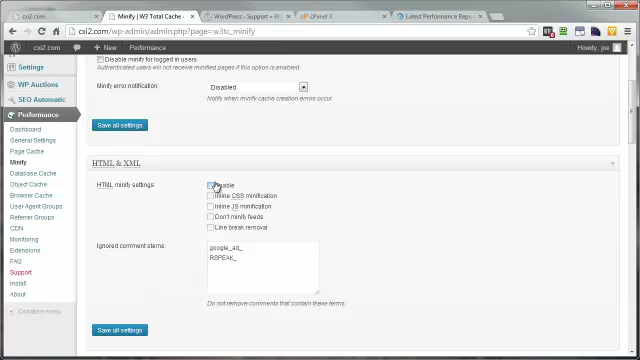 Minify | W3 Total Cache
WordPress › Support »
cPanel X
Latest Performance Repo
cxi2.com/wp-admin/admin.php?page=w3tc_minify
cxi2.com
+ New
Performance
Howdy, joe
Settings
WP Auctions
SEO Automatic
Performance
Dashboard
General Settings
Page Cache
Minify
Database Cache
Object Cache
Browser Cache
User Agent Groups
Referrer Groups
CDN
Monitoring
Extensions
FAQ
Support
Install
About
Collapse menu
Disable minify for logged in users
Authenticated users will not receive minified pages if this option is enabled.
Minify error notification:
Disabled
Notify when minify cache creation errors occur.
Save all settings
HTML & XML
HTML minify settings:
Enable
Inline CSS minification
Inline JS minification
Don't minify feeds
Line break removal
Ignored comment stems:
google_ad_
RSPEAK_
Do not remove comments that contain these terms.
Save all settings